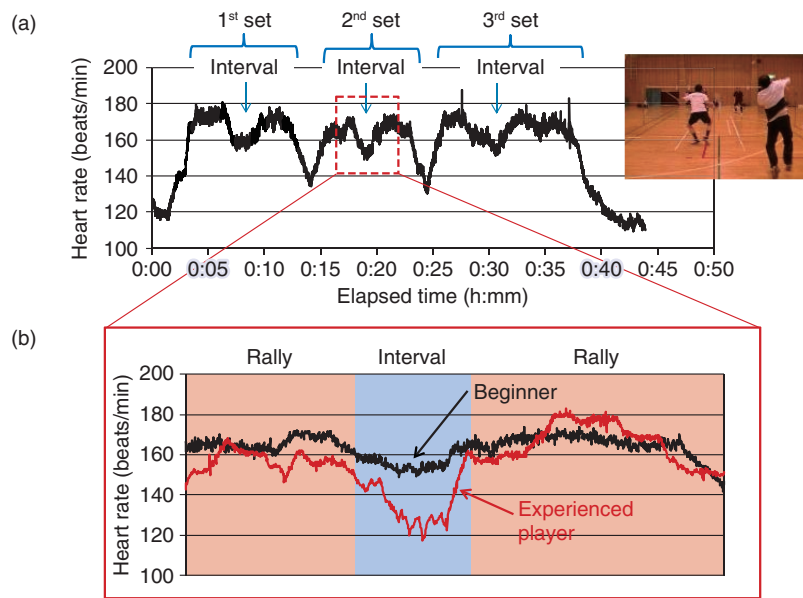 (a)
1st set
2nd set
3rd set
Interval
Interval
Interval
Heart rate (beats/min)
200
180
160
140
120
100
0:00 0:05 0:10 0:15 0:20 0:25 0:30 0:35 0:40 0:45 0:50
Elapsed time (h:mm)
(b)
Rally
Interval
Rally
Heart rate (beats/min)
200
180
160
140
120
100
Beginner
Experienced
player